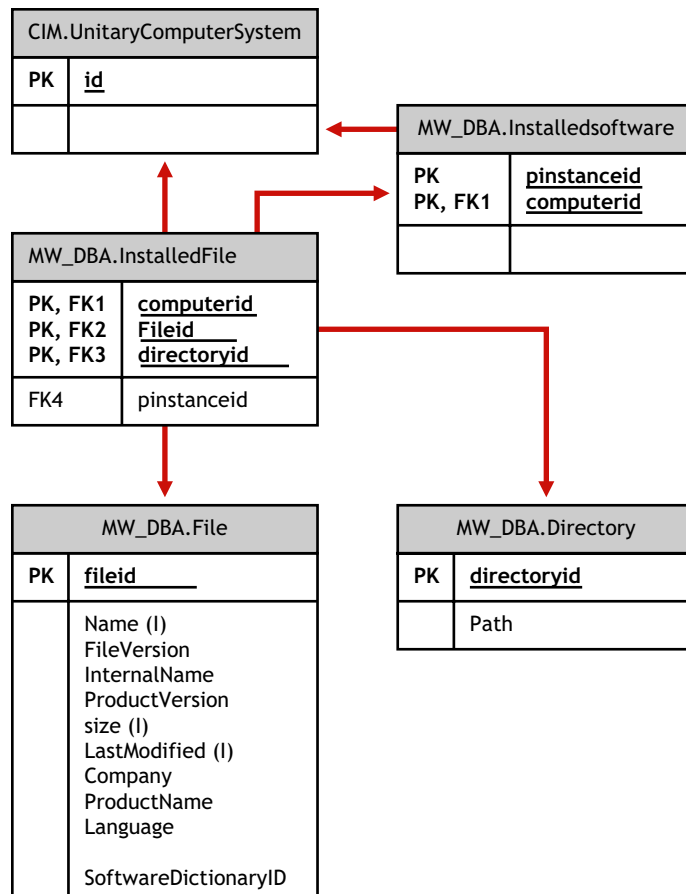 CIM.UnitaryComputerSystem
PK id
MW_DBA.Installedsoftware
PK pinstanceid
PK, FK1 computerid
MW_DBA.InstalledFile
PK, FK1 computerid
PK, FK2 Fileid
PK, FK3 directoryid
FK4 pinstanceid
MW_DBA.File
PK fileid
Name (I)
FileVersion
InternalName
ProductVersion
size (I)
LastModified (I)
Company
ProductName
Language
SoftwareDictionaryID
MW_DBA.Directory
PK directoryid
Path